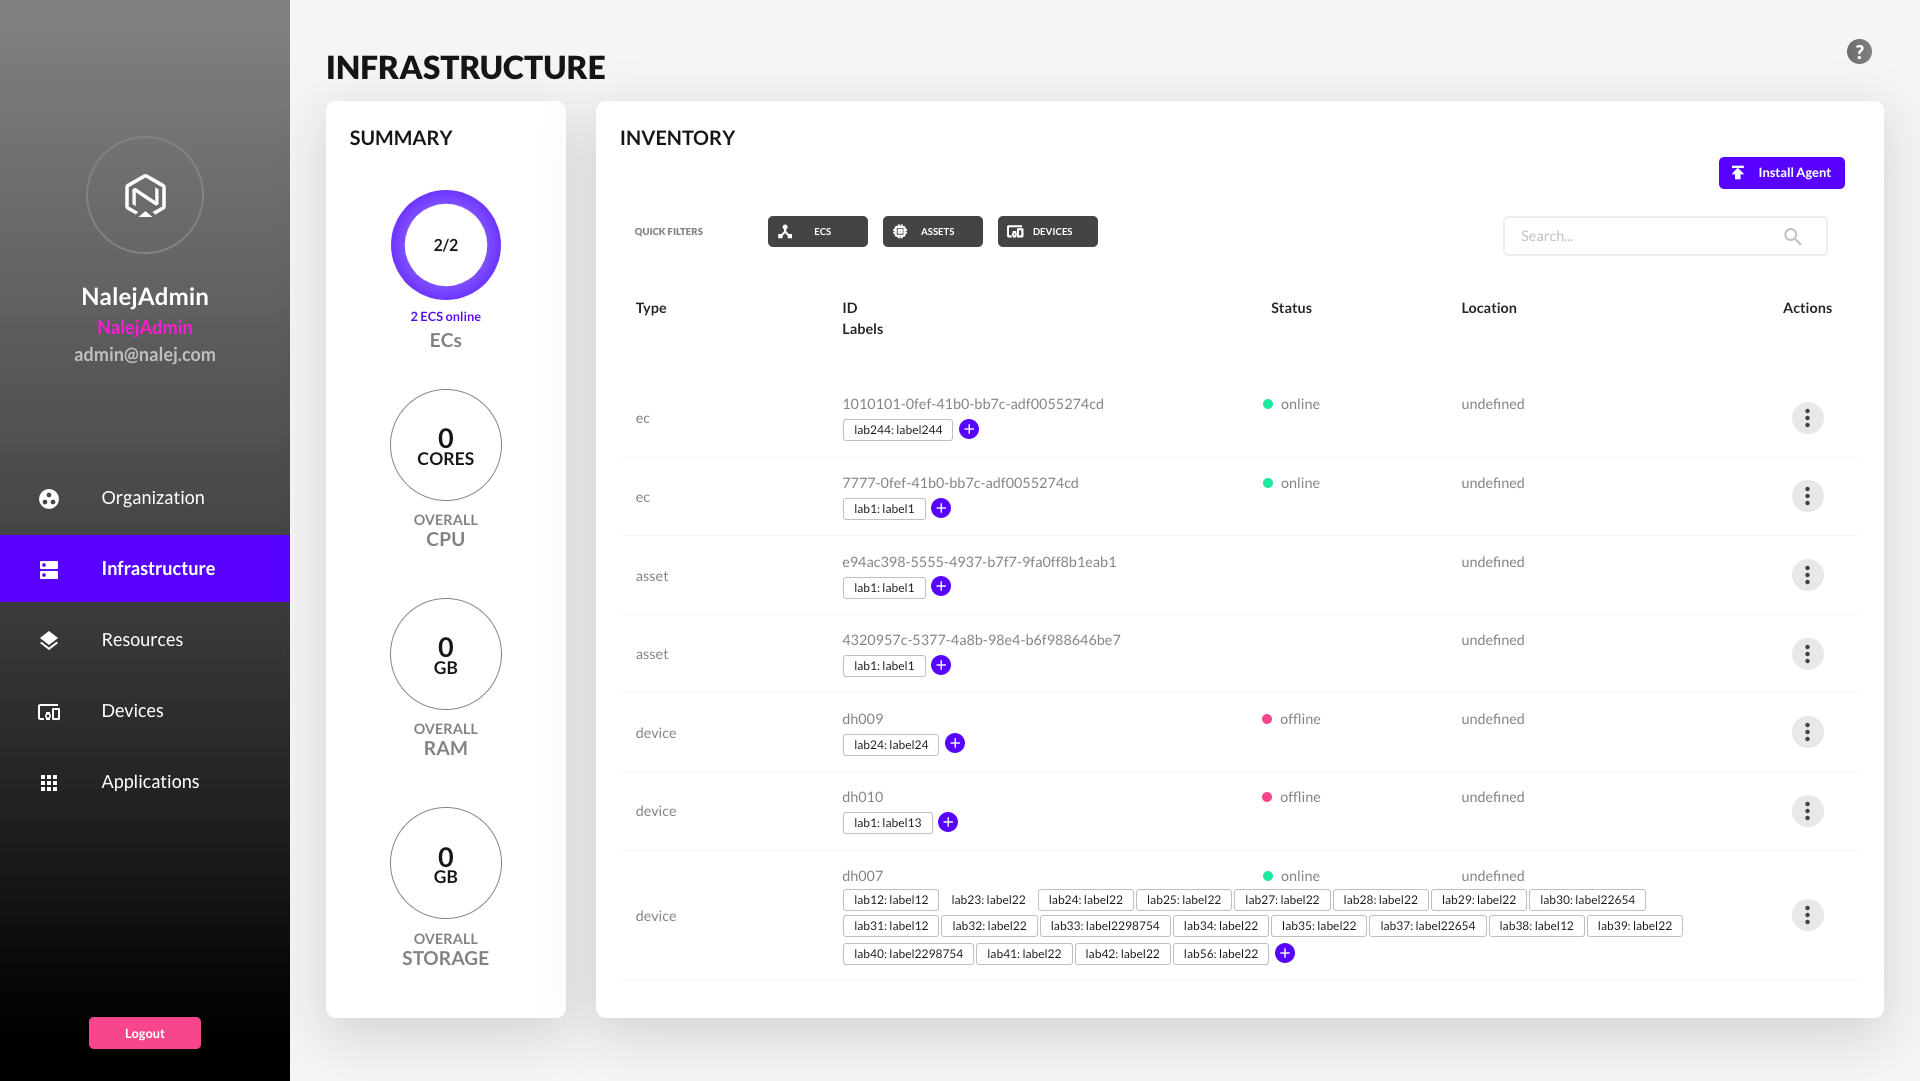 NalejAdmin
NalejAdmin
admin@nalej.com
Organization
Infrastructure
Resources
Devices
Applications
Logout
INFRASTRUCTURE
?
SUMMARY
2/2
2 ECS online
ECs
0
CORES
OVERALL
CPU
0
GB
OVERALL
RAM
0
GB
OVERALL
STORAGE
INVENTORY
Install Agent
QUICK FILTERS ECS ASSETS DEVICES Search...
Type ID Status Location Actions
Labels
1010101-0fef-41b0-bb7c-adf0055274cd online undefined
ec
lab244: label244
7777-0fef-41b0-bb7c-adf0055274cd online undefined
ec
lab1: label1
e94ac398-5555-4937-b7f7-9fa0ff8b1eab1 undefined
asset
lab1: label1
4320957c-5377-4a8b-98e4-b6f988646be7 undefined
asset
lab1: label1
dh009 offline undefined
device
lab24: label24
dh010 offline undefined
device
lab1: label13
dh007 online undefined
lab12: label12 lab23: label22 lab24: label22 lab25: label22 lab27: label22 lab28: label22 lab29: label22 lab30: label22654
device
lab31: label12 lab32: label22 lab33: label2298754 lab34: label22 lab35: label22 lab37: label22654 lab38: label12 lab39: label22
lab40: label2298754 lab41: label22 lab42: label22 lab56: label22